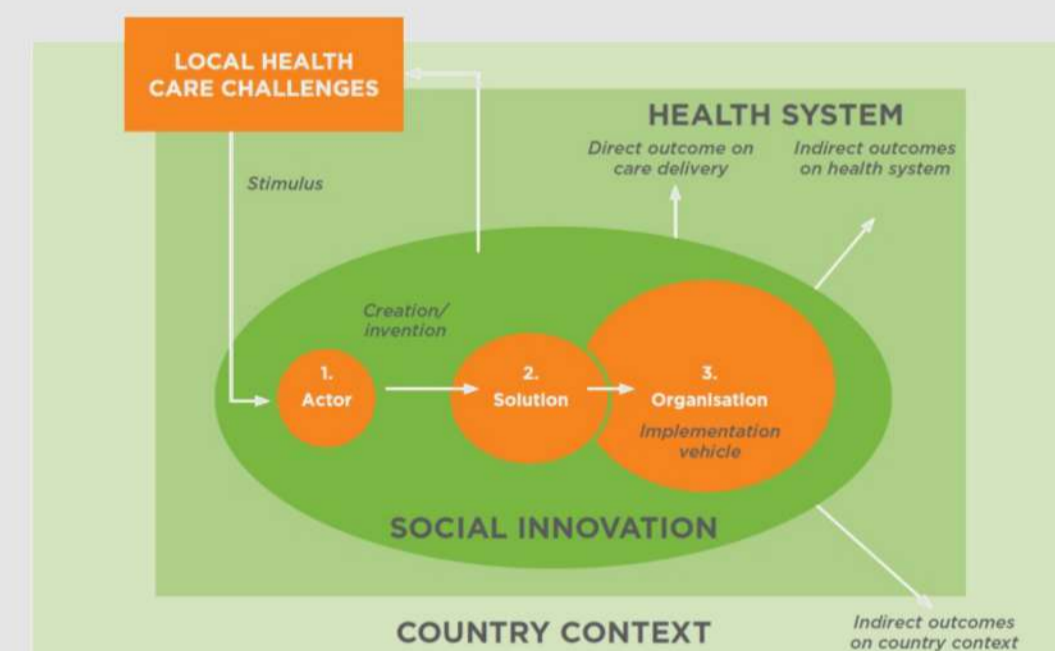 LOCAL HEALTH
CARE CHALLENGES
HEALTH SYSTEM
Direct outcome on
care delivery
Indirect outcomes
on health system
Stimulus
Creation/
invention
1.
Actor
2.
Solution
3.
Organisation
Implementation
vehicle
SOCIAL INNOVATION
COUNTRY CONTEXT
Indirect outcomes
on country context